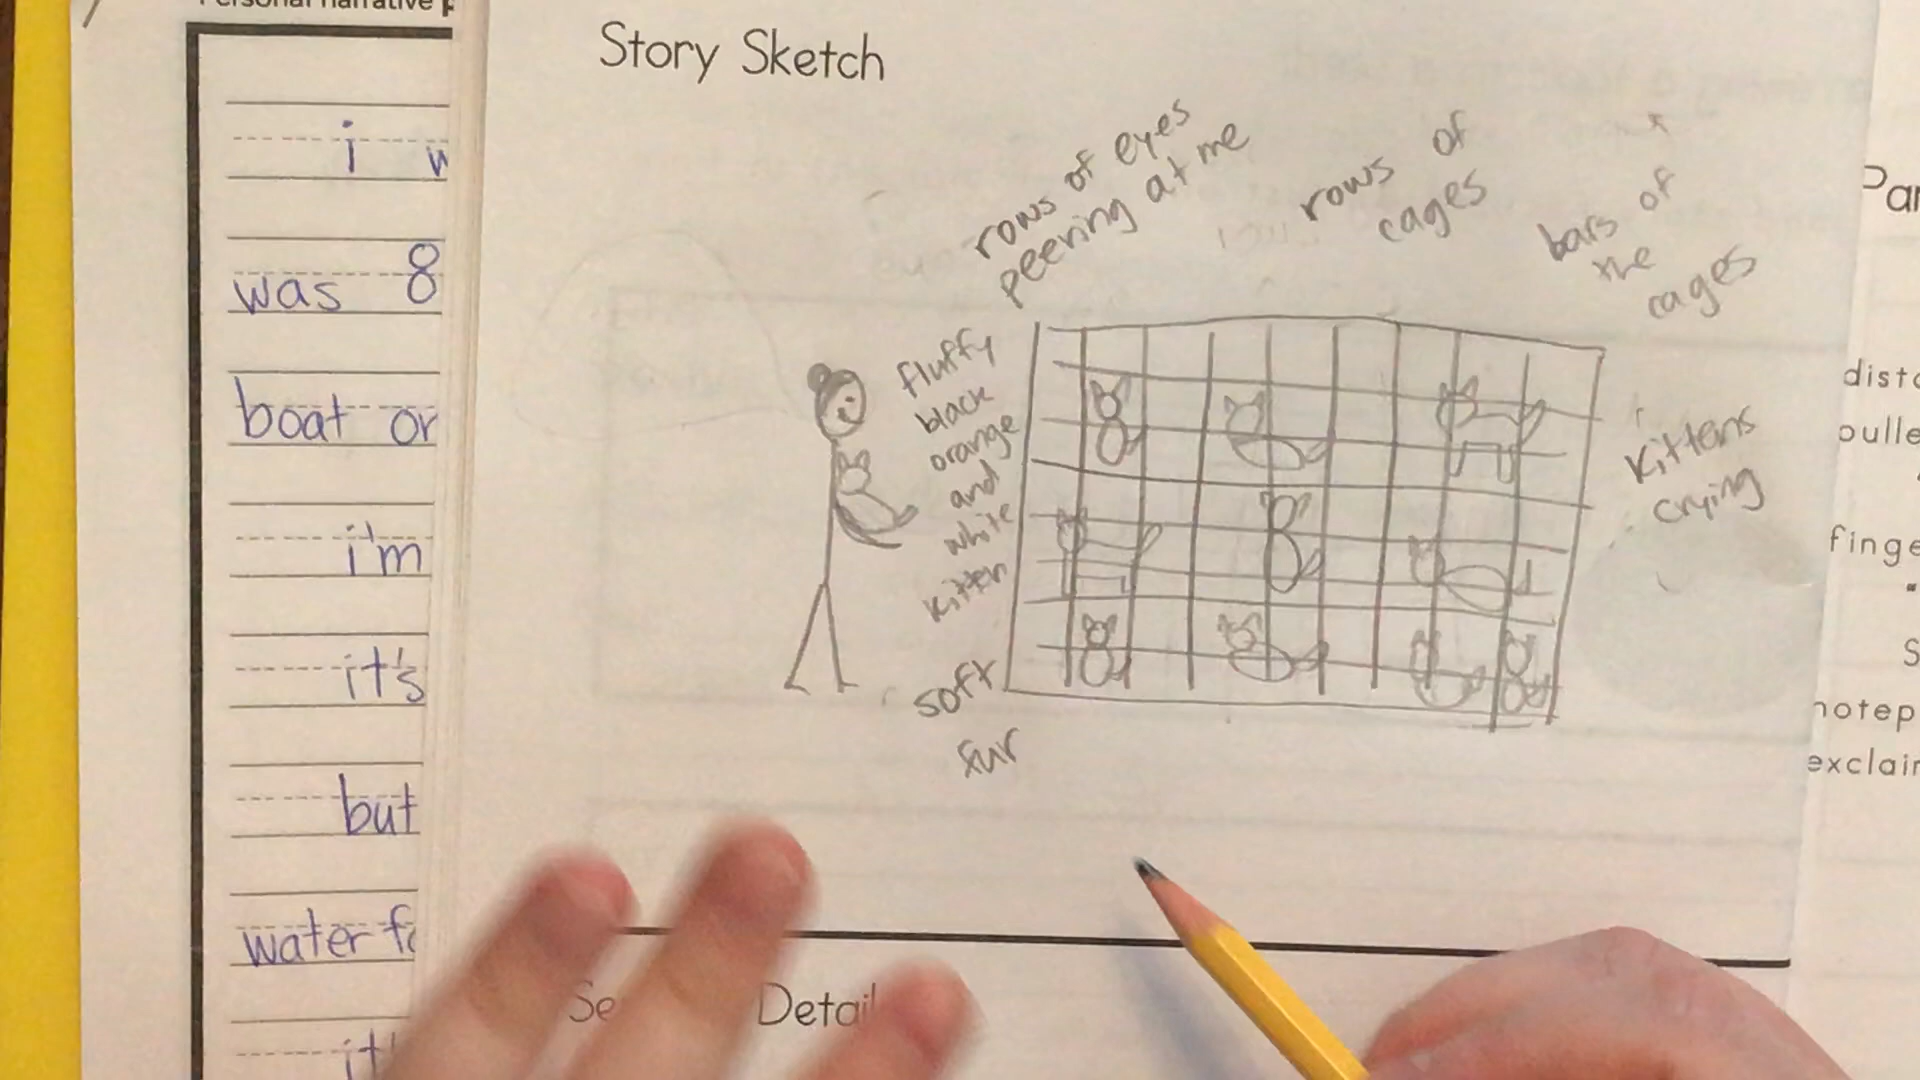 Personal narrative
i w
was 8
boat or
i'm
it's
but
water
Story Sketch
rows of eyes
peering at me
rows of
cages
bars of
the
cages
fluffy
black
orange
and
white
kitten
soft
fur
kittens
crying
Detail
Par
dist
pulle
finge
S
notep
exclai